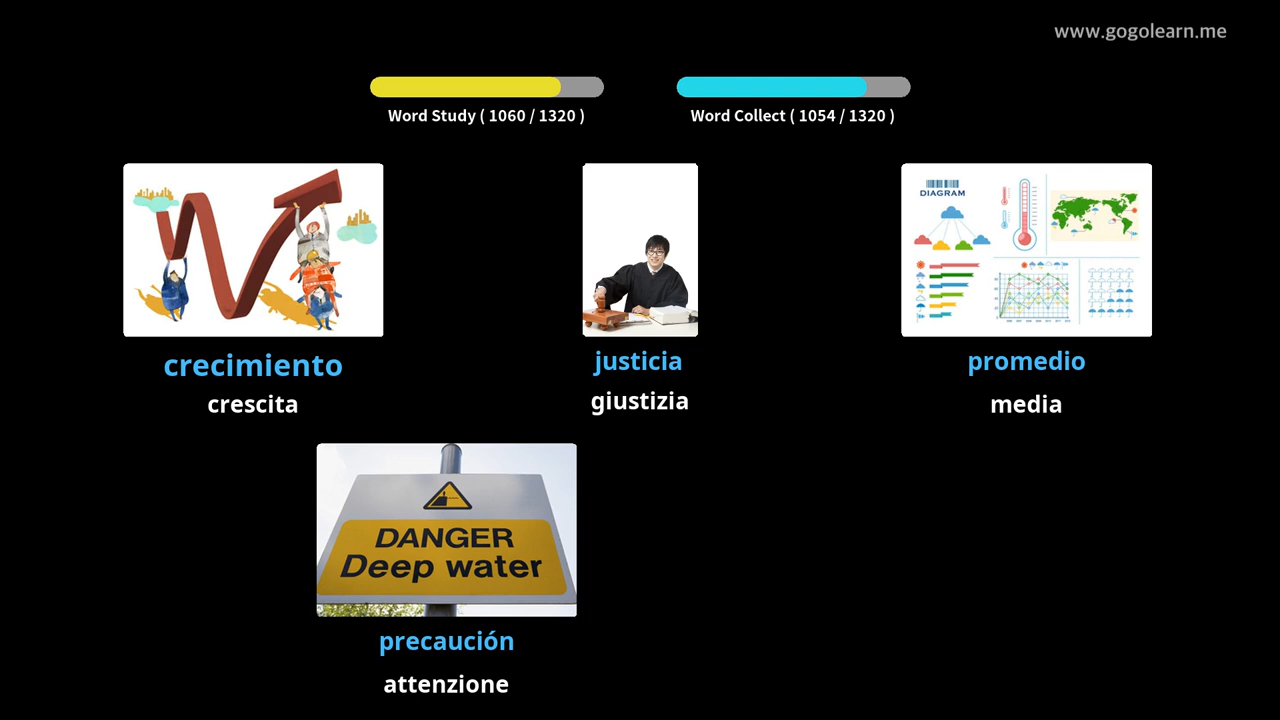 www.gogolearn.me
Word Study ( 1060 / 1320 )
Word Collect ( 1054 / 1320 )
DIAGRAM
crecimiento
crescita
justicia
giustizia
promedio
media
DANGER
Deep water
precaución
attenzione